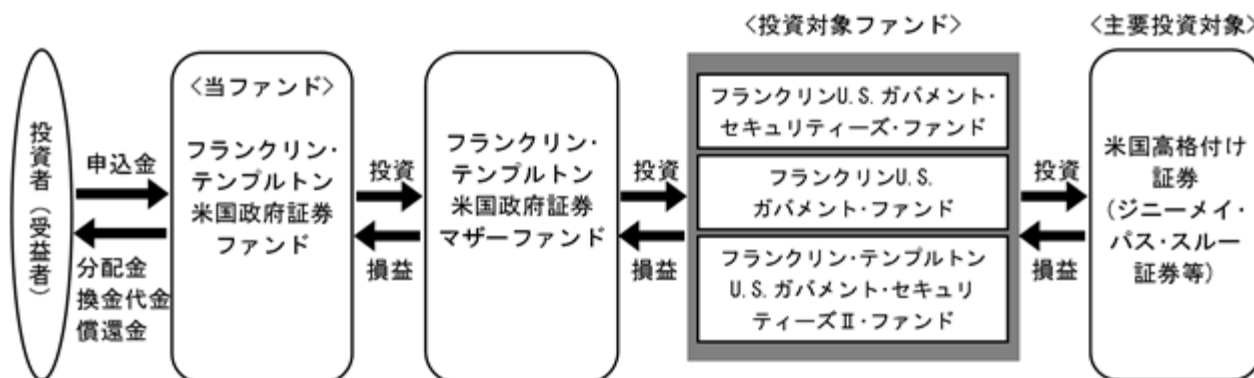 投資者（受益者）
申込金
分配金
換金代金
償還金
〈当ファンド〉
フランクリン・
テンプルトン
米国政府証券
ファンド
投資
損益
フランクリン・
テンプルトン
米国政府証券
マザーファンド
投資
損益
〈投資対象ファンド〉
フランクリンU.S.ガバメント・
セキュリティーズ・ファンド
フランクリンU.S.
ガバメント・ファンド
フランクリン・テンプルトン
U.S.ガバメント・セキュリ
ティーズⅡ・ファンド
投資
損益
〈主要投資対象〉
米国高格付け
証券
（ジニーメイ・
パス・スルー
証券等）